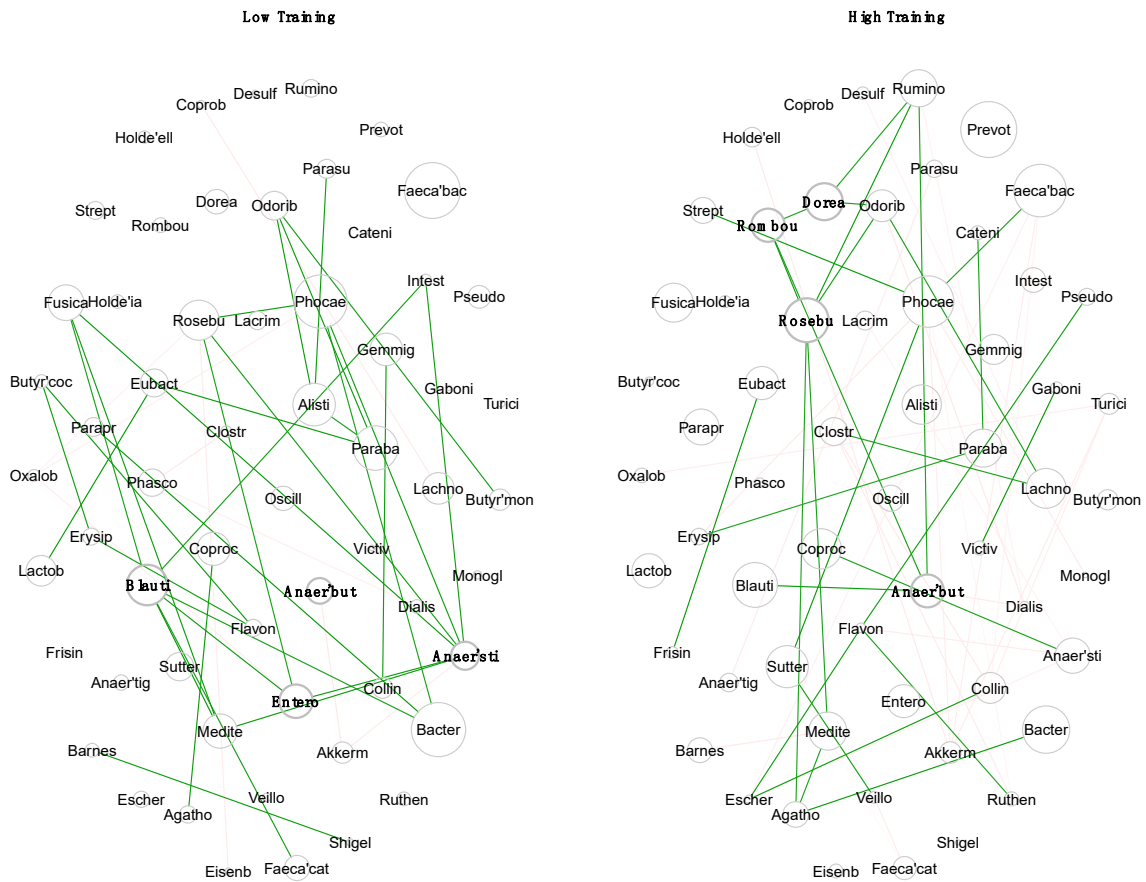 Low Training
Rumino
Desulf
Coprob
Prevot
Holde'ell
Parasu
Faeca'bac
Dorea
Odorib
Strept
Rombou
Cateni
Intest
Pseudo
Fusica
Holde'ia
Phocae
Rosebu
Lacrim
Gemmig
Butyr'coc
Eubact
Gaboni
Alisti
Turici
Parapr
Clostr
Paraba
Oxalob
Phasco
Lachno
Oscill
Butyr'mon
Erysip
Coproc
Victiv
Lactob
Blauti
Anaer'but
Monogl
Dialis
Flavon
Frisin
Sutter
Anaer'sti
Anaer'tig
Collin
Entero
Medite
Bacter
Barnes
Akkerm
Escher
Veillo
Ruthen
Agatho
Shigel
Eisenb
Faeca'cat
High Training
Rumino
Desulf
Coprob
Prevot
Holde'ell
Parasu
Faeca'bac
Dorea
Odorib
Strept
Rombou
Cateni
Intest
Pseudo
Fusica
Holde'ia
Phocae
Rosebu
Lacrim
Gemmig
Butyr'coc
Eubact
Gaboni
Alisti
Turici
Parapr
Clostr
Paraba
Oxalob
Phasco
Lachno
Oscill
Butyr'mon
Erysip
Coproc
Victiv
Lactob
Blauti
Anaer'but
Monogl
Dialis
Flavon
Frisin
Sutter
Anaer'sti
Anaer'tig
Collin
Entero
Medite
Bacter
Barnes
Akkerm
Escher
Veillo
Ruthen
Agatho
Shigel
Eisenb
Faeca'cat